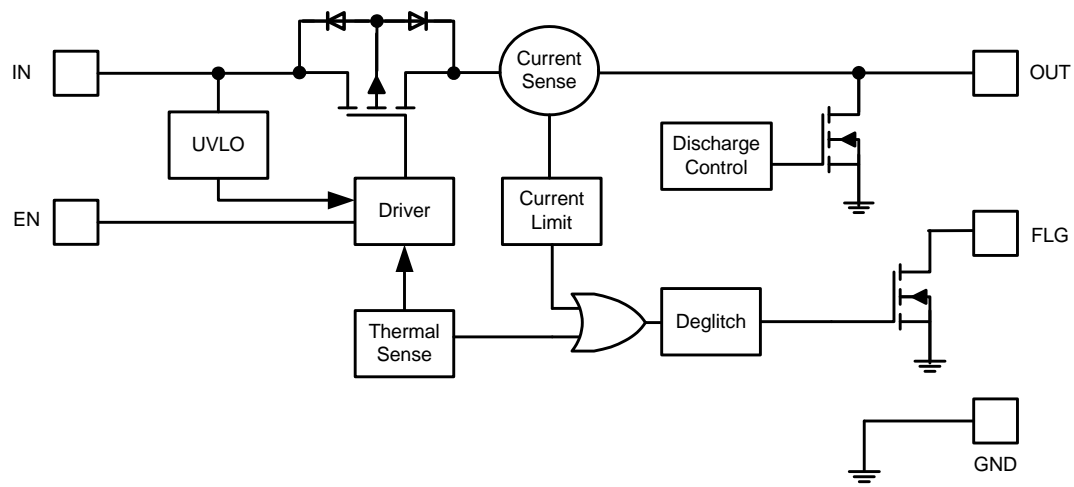 IN
UVLO
EN
Driver
Thermal
Sense
Current
Sense
Current
Limit
Discharge
Control
Deglitch
OUT
FLG
GND